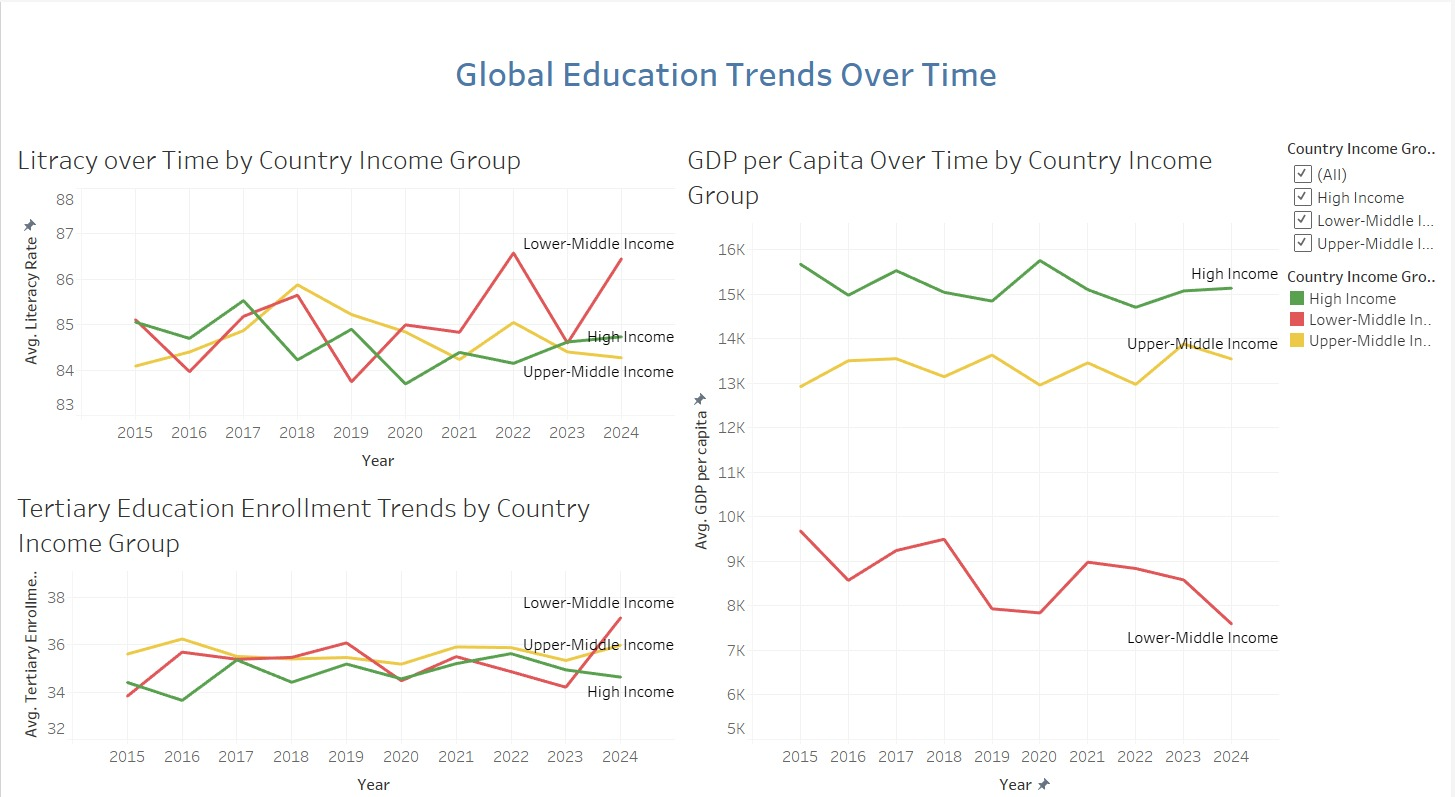 Global Education Trends Over Time
Litracy over Time by Country Income Group
88
87
86
85
84
83
Avg. Literacy Rate
Lower-Middle Income
High Income
Upper-Middle Income
2015 2016 2017 2018 2019 2020 2021 2022 2023 2024
Year
Tertiary Education Enrollment Trends by Country
Income Group
38
36
34
32
Avg. Tertiary Enrollme..
Lower-Middle Income
Upper-Middle Income
High Income
2015 2016 2017 2018 2019 2020 2021 2022 2023 2024
Year
GDP per Capita Over Time by Country Income
Group
16K
15K
14K
13K
12K
11K
10K
9K
8K
7K
6K
5K
Avg. GDP per capita
High Income
Upper-Middle Income
Lower-Middle Income
2015 2016 2017 2018 2019 2020 2021 2022 2023 2024
Year
Country Income Gro..
(All)
High Income
Lower-Middle I...
Upper-Middle I...
Country Income Gro..
High Income
Lower-Middle In..
Upper-Middle In..